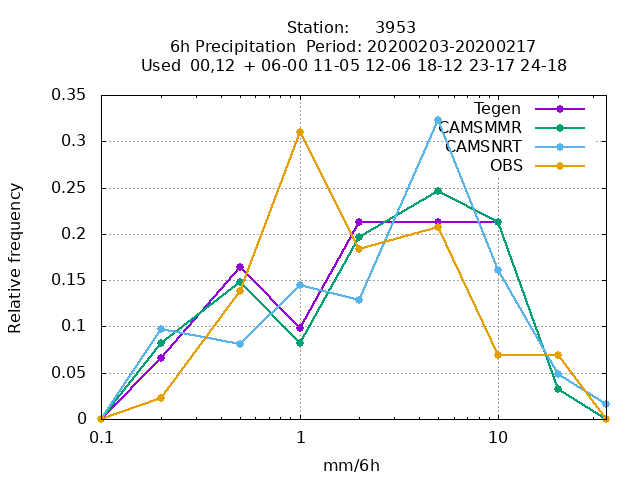 Station:     3953
6h Precipitation  Period: 20200203-20200217
Used  00,12  + 06-00 11-05 12-06 18-12 23-17 24-18
Relative frequency
0.35
0.3
0.25
0.2
0.15
0.1
0.05
0
0.1
1
10
mm/6h
Tegen
CAMSMMR
CAMSNRT
OBS